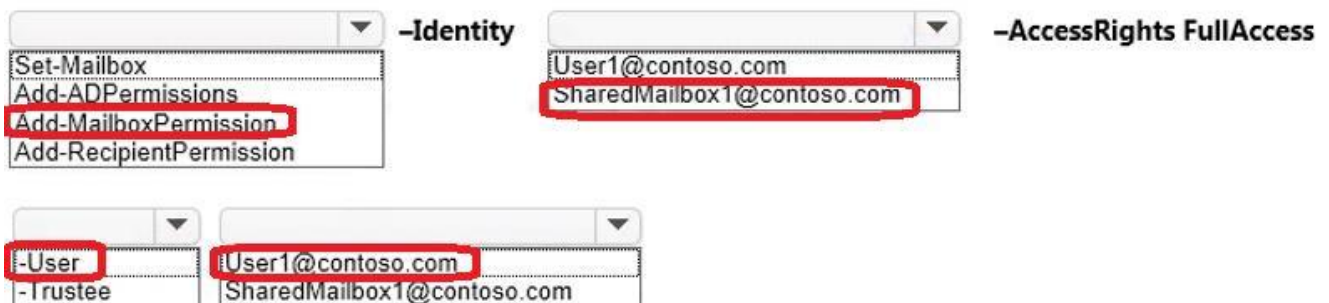 –Identity –AccessRights FullAccess
Set-Mailbox
Add-ADPermissions
Add-MailboxPermission
Add-RecipientPermission
User1@contoso.com
SharedMailbox1@contoso.com
-User
-Trustee
User1@contoso.com
SharedMailbox1@contoso.com